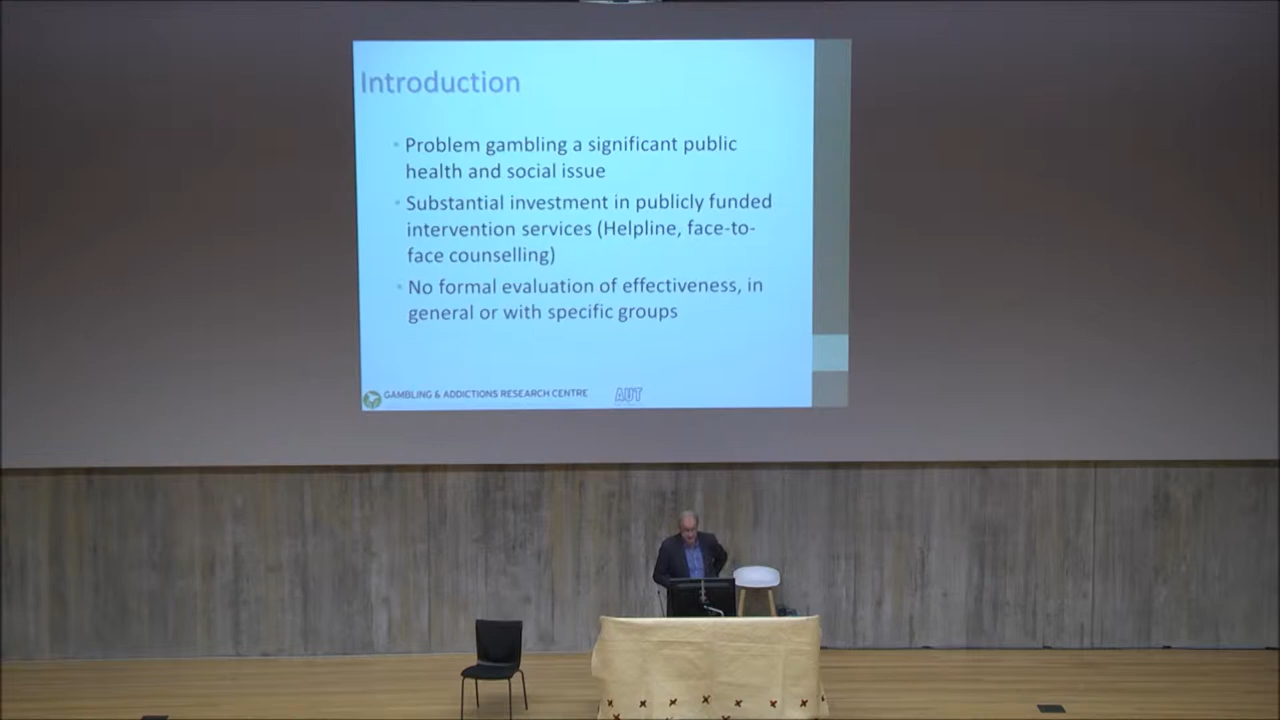 Introduction
Problem gambling a significant public
health and social issue
Substantial investment in publicly funded
intervention services (Helpline, face-to-
face counselling)
No formal evaluation of effectiveness, in
general or with specific groups
GAMBLING & ADDICTIONS RESEARCH CENTRE
AUT